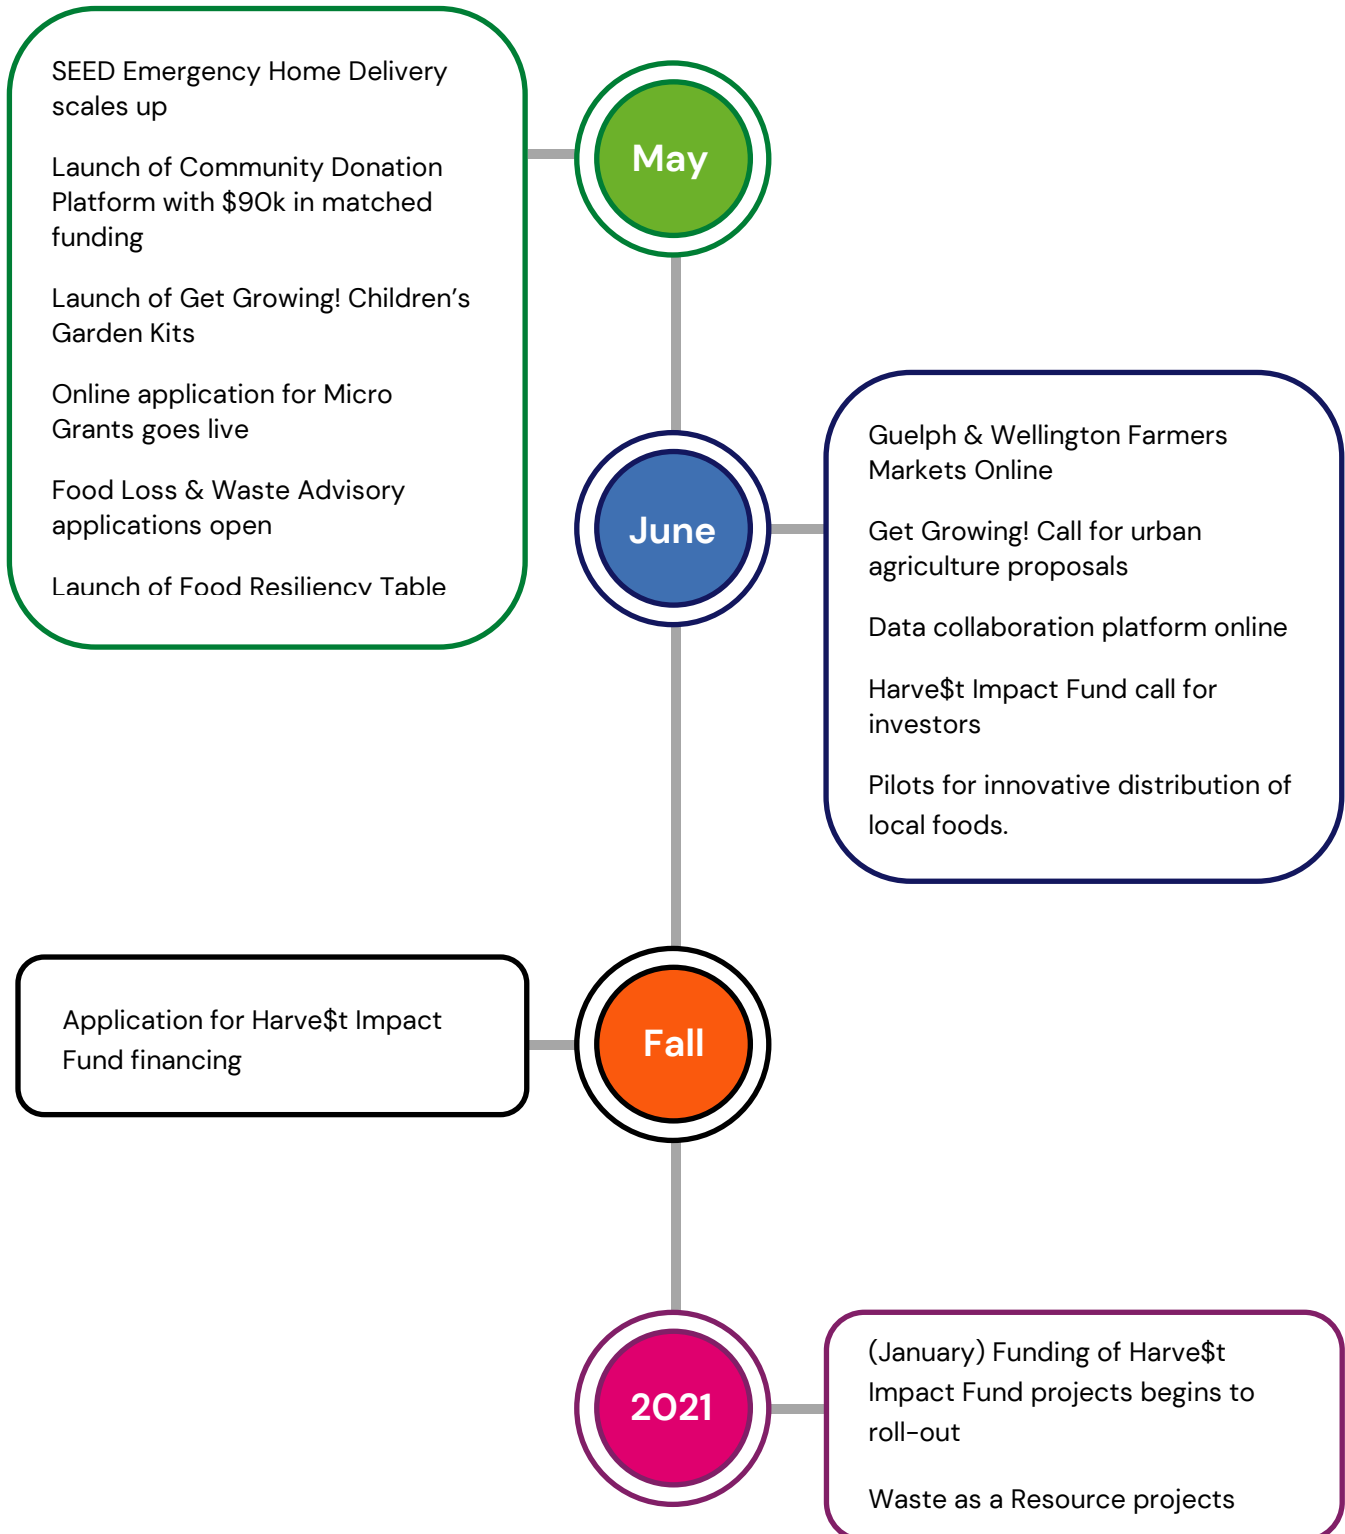 SEED Emergency Home Delivery
scales up
Launch of Community Donation
Platform with $90k in matched
funding
Launch of Get Growing! Children’s
Garden Kits
Online application for Micro
Grants goes live
Food Loss & Waste Advisory
applications open
Launch of Food Resiliency Table
May
June
Guelph & Wellington Farmers
Markets Online
Get Growing! Call for urban
agriculture proposals
Data collaboration platform online
Harve$t Impact Fund call for
investors
Pilots for innovative distribution of
local foods.
Application for Harve$t Impact
Fund financing
Fall
2021
(January) Funding of Harve$t
Impact Fund projects begins to
roll-out
Waste as a Resource projects